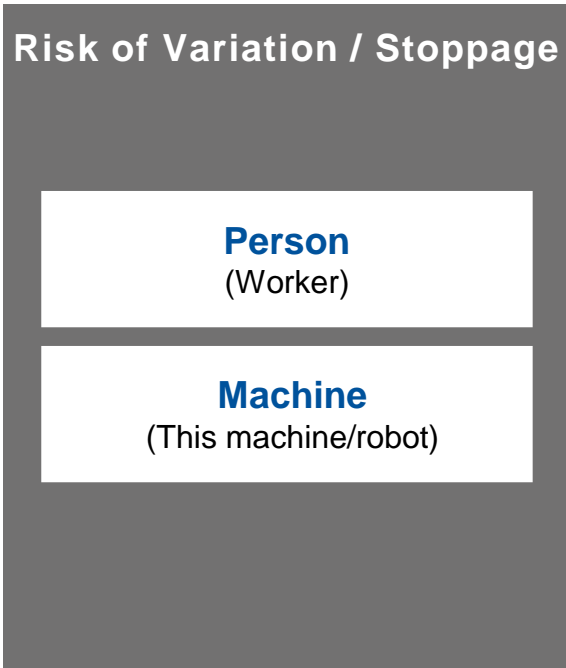 Risk of Variation / Stoppage
Person
(Worker)
Machine
(This machine/robot)